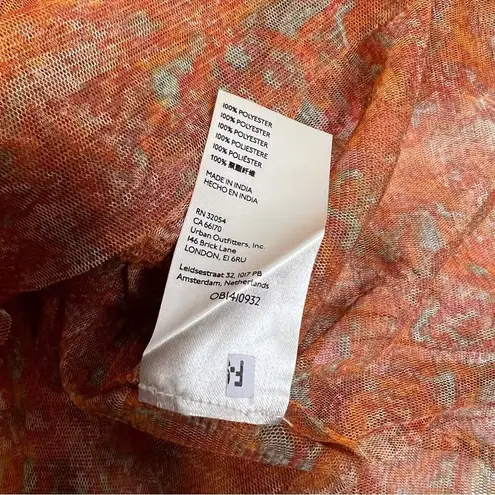 100% POLYESTER
100% POLYESTER
100% POLYESTER
100% POLIESTERE
100% POLIÉSTER
100% 聚酯纤维
MADE IN INDIA
HECHO EN INDIA
RN 32054
CA 66170
Urban Outfitters, Inc.
146 Brick Lane
LONDON, E1 6RU
Leidsestraat 32, 1017 PB
Amsterdam, Netherlands
OB1410932